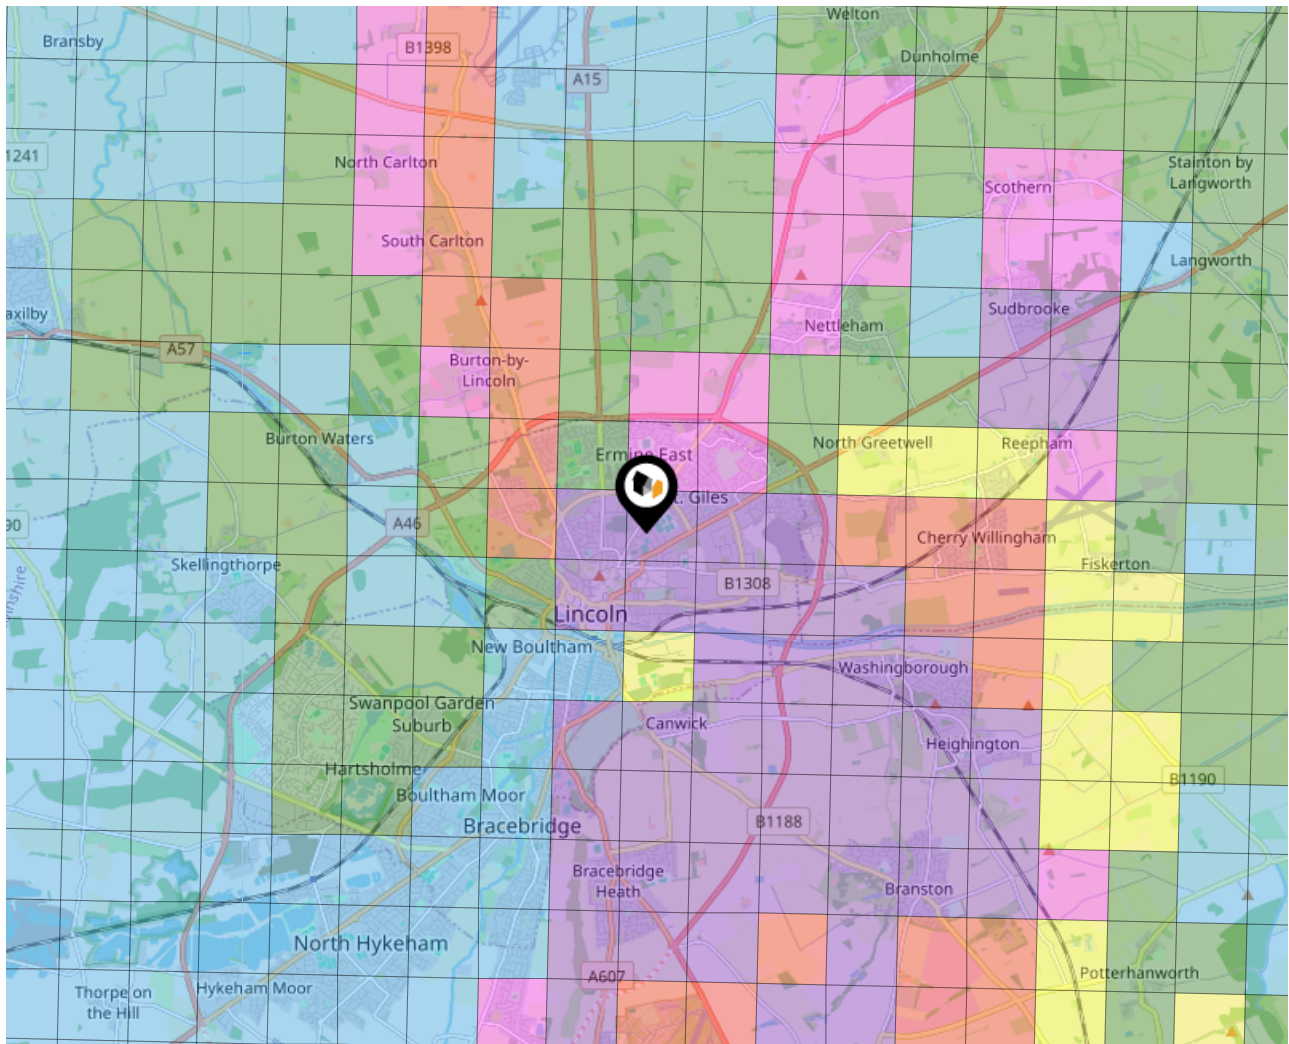 Welton
Bransby
B1398
Dunholme
A15
1241
North Carlton
Stainton by
Langworth
Scothern
South Carlton
Langworth
axilby
Sudbrooke
Nettleham
A57
Burton-by-
Lincoln
Burton Waters
North Greetwell
Reepham
Ermine East
t. Giles
90
A46
Cherry Willingham
Skellingthorpe
Fiskerton
B1308
Lincoln
New Boultham
Washingborough
Swanpool Garden
Suburb
Canwick
Heighington
Hartsholme
B1190
Boultham Moor
Bracebridge
B1188
Bracebridge
Heath
Branston
North Hykeham
A607
Potterhanworth
Thorpe on
the Hill
Hykeham Moor